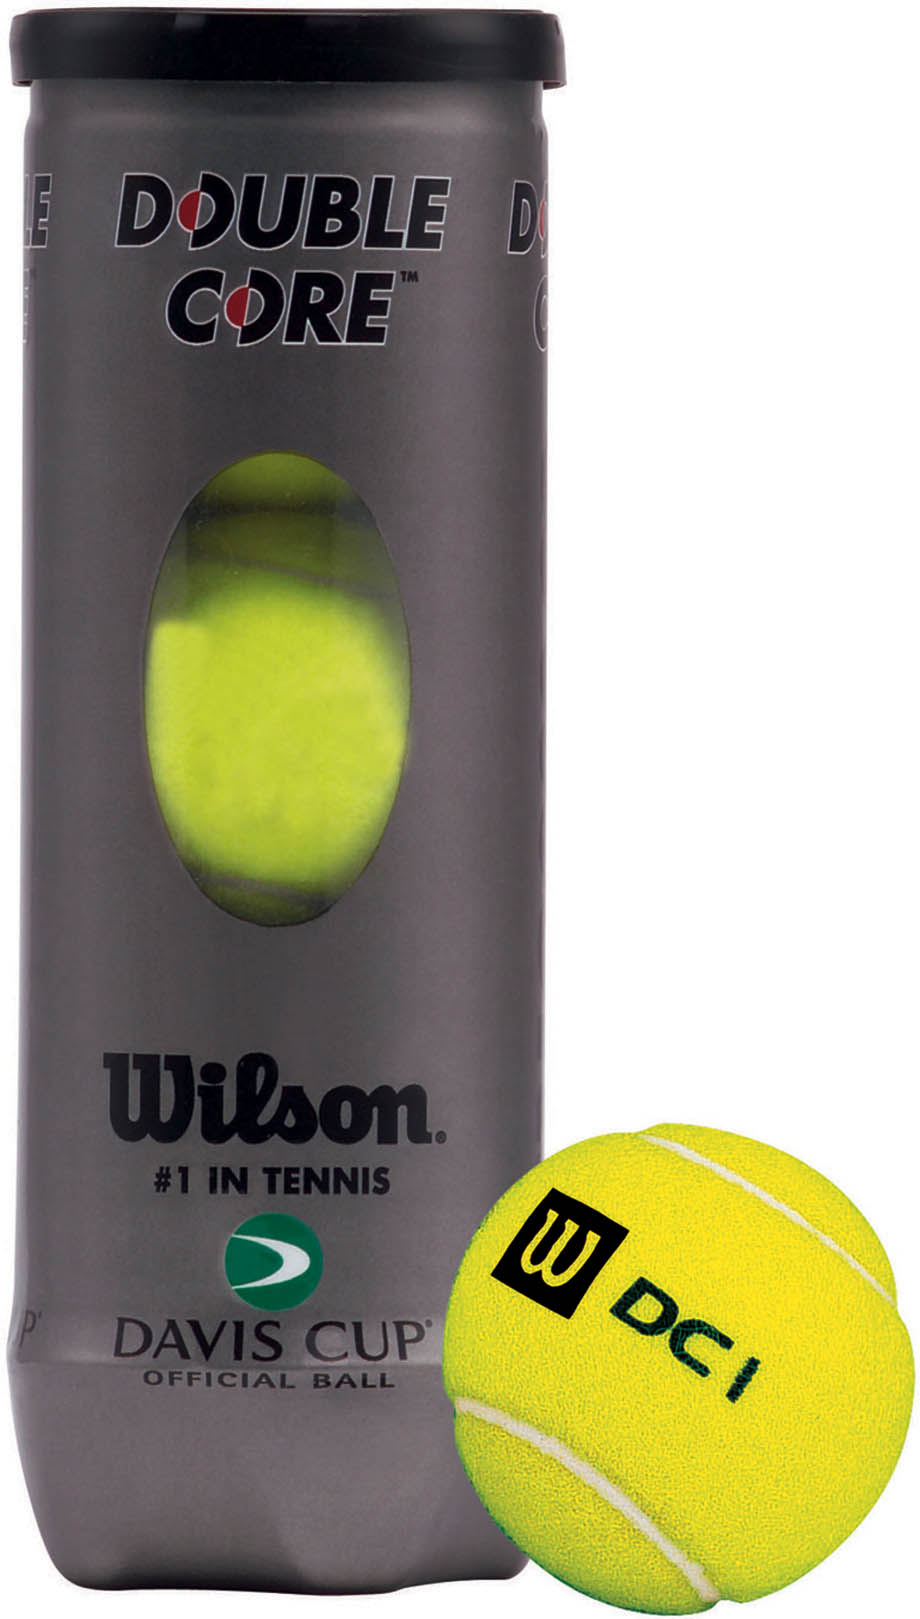 DOUBLE
CORE™
Wilson®
#1 IN TENNIS
DAVIS CUP®
OFFICIAL BALL
W
DC 1